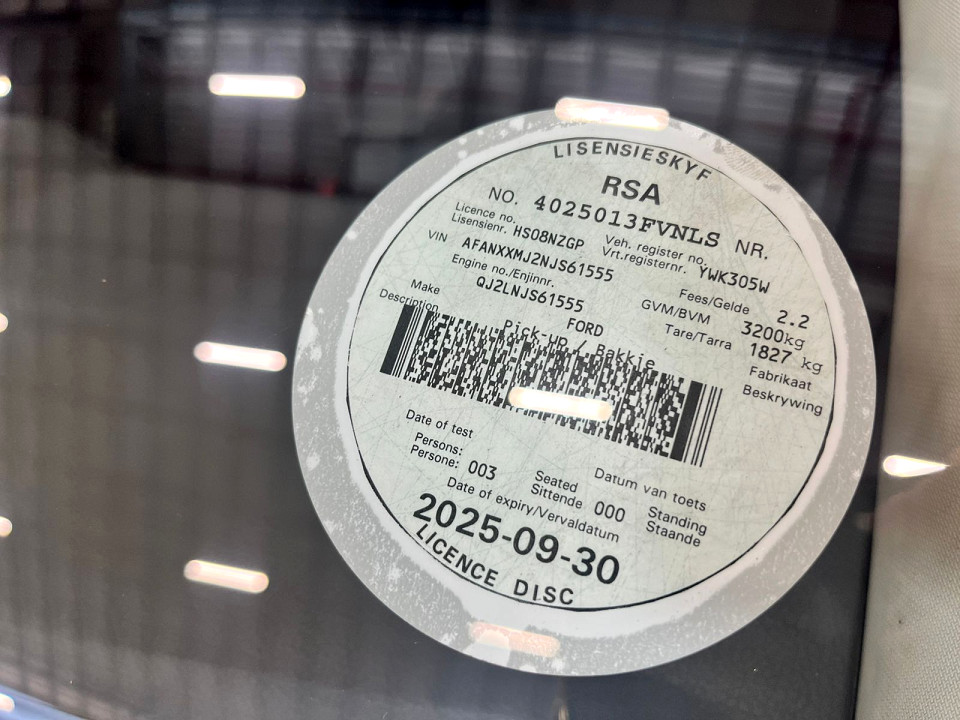 LISENSIESKYF
RSA
NO. 4025013FVNLS NR.
Licence no. Veh. register no.
Lisensienr. HS08NZGP Vrt.registernr. YWK305W
VIN AFANXXMJ2NJS61555 Fees/Gelde 2.2
Engine no./Enjinnr. GVM/BVM 3200kg
QJ2LNJS61555 Tare/Tarra 1827 kg
Make FORD Fabrikaat
Description Pick-up / Bakkie Beskrywing
Date of test Datum van toets
Persons: Seated Standing
Persone: 003 Sittende 000 Staande
Date of expiry/Vervaldatum
2025-09-30
LICENCE DISC